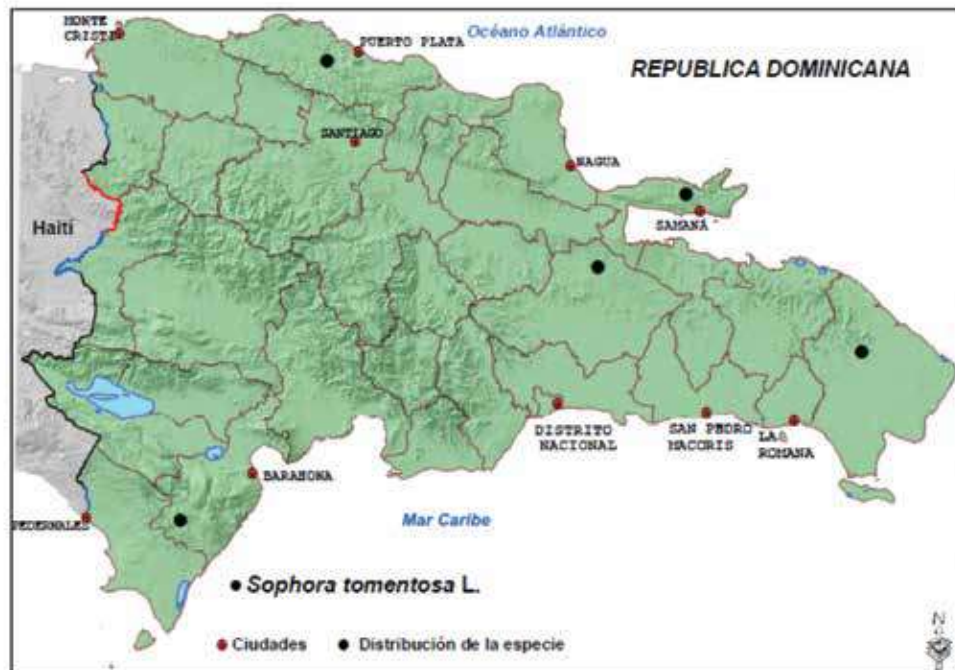 MONTE
CRISTI
PUERTO PLATA
Océano Atlántico
REPUBLICA DOMINICANA
SANTIAGO
NAGUA
Haití
SAMANÁ
DISTRITO
NACIONAL
SAN PEDRO
MACORIS
LA
ROMANA
BARAHONA
PEDERNALES
Mar Caribe
Sophora tomentosa L.
Ciudades
Distribución de la especie
N